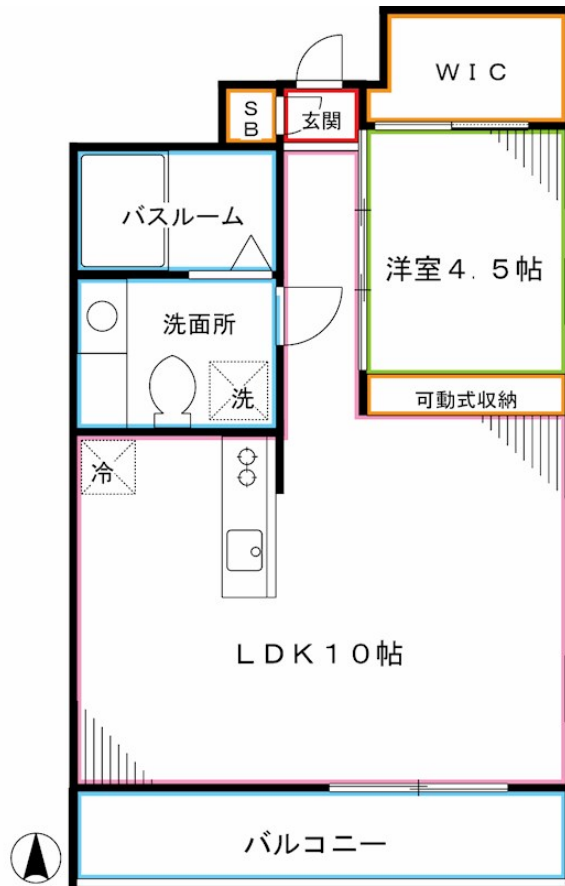 ＷＩＣ
ＳＢ
玄関
バスルーム
洋室４．５帖
洗面所
洗
可動式収納
冷
ＬＤＫ１０帖
バルコニー